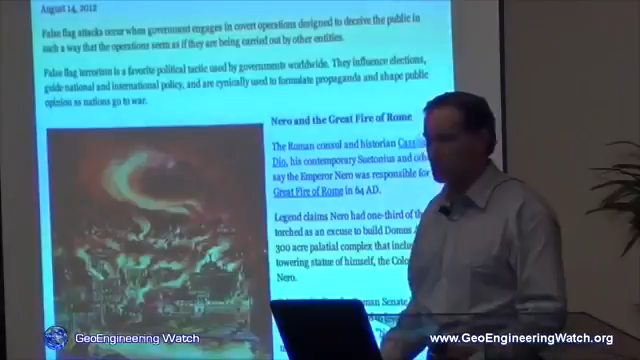 August 14, 2012
False flag attacks occur when government engages in covert operations designed to deceive the public in
such a way that the operations seem as if they are being carried out by other entities.
False flag terrorism is a favorite political tactic used by governments worldwide. They influence elections,
guide national and international policy, and are cynically used to formulate propaganda and shape public
opinion as nations go to war.
Nero and the Great Fire of Rome
The Roman consul and historian
Dio, his contemporary Suetonius and
say the Emperor Nero was responsible for
Great Fire of Rome in 64 AD.
Legend claims Nero had one-third of the
torched as an excuse to build Domus
300 acre palatial complex that
towering statue of himself, the
Nero.
Senate
GeoEngineering Watch
www.GeoEngineeringWatch.org